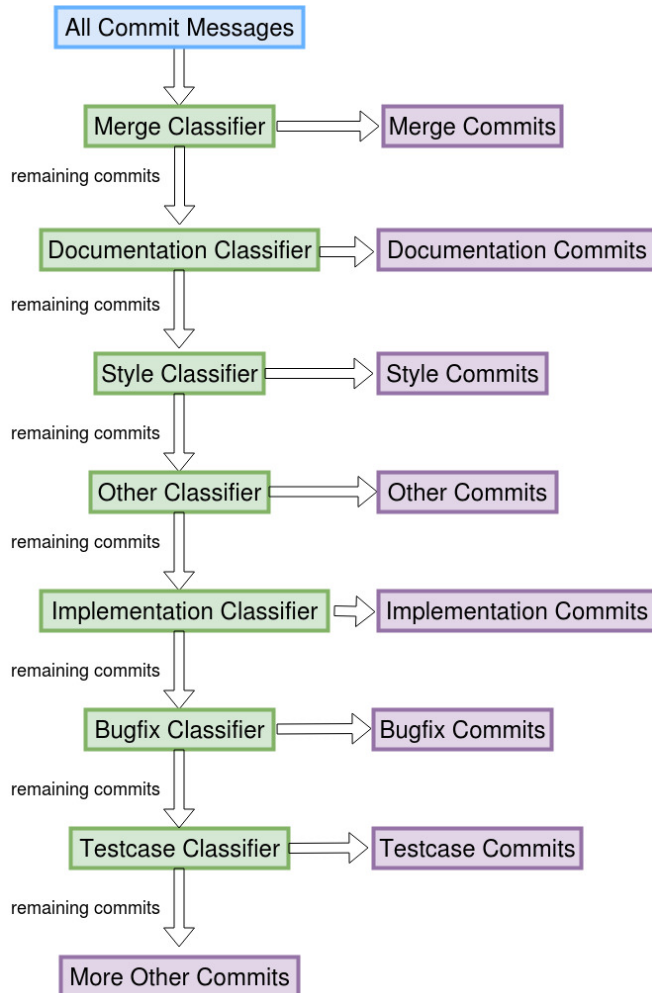 All Commit Messages
Merge Classifier
Merge Commits
remaining commits
Documentation Classifier
Documentation Commits
remaining commits
Style Classifier
Style Commits
remaining commits
Other Classifier
Other Commits
remaining commits
Implementation Classifier
Implementation Commits
remaining commits
Bugfix Classifier
Bugfix Commits
remaining commits
Testcase Classifier
Testcase Commits
remaining commits
More Other Commits